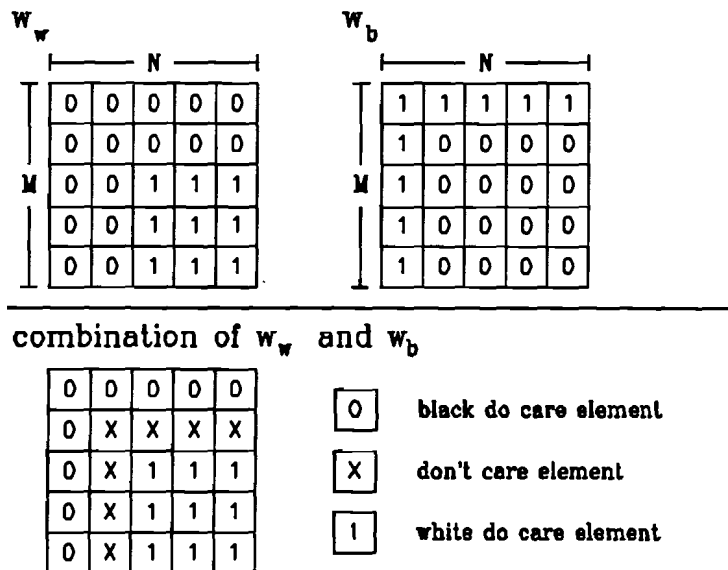 W_w W_b
N N
0 0 0 0 0 1 1 1 1 1
0 0 0 0 0 1 0 0 0 0
M 0 0 1 1 1 M 1 0 0 0 0
0 0 1 1 1 1 0 0 0 0
0 0 1 1 1 1 0 0 0 0
combination of w_w and w_b
0 0 0 0 0
0 X X X X
0 X 1 1 1
0 X 1 1 1
0 X 1 1 1
0 black do care element
X don't care element
1 white do care element